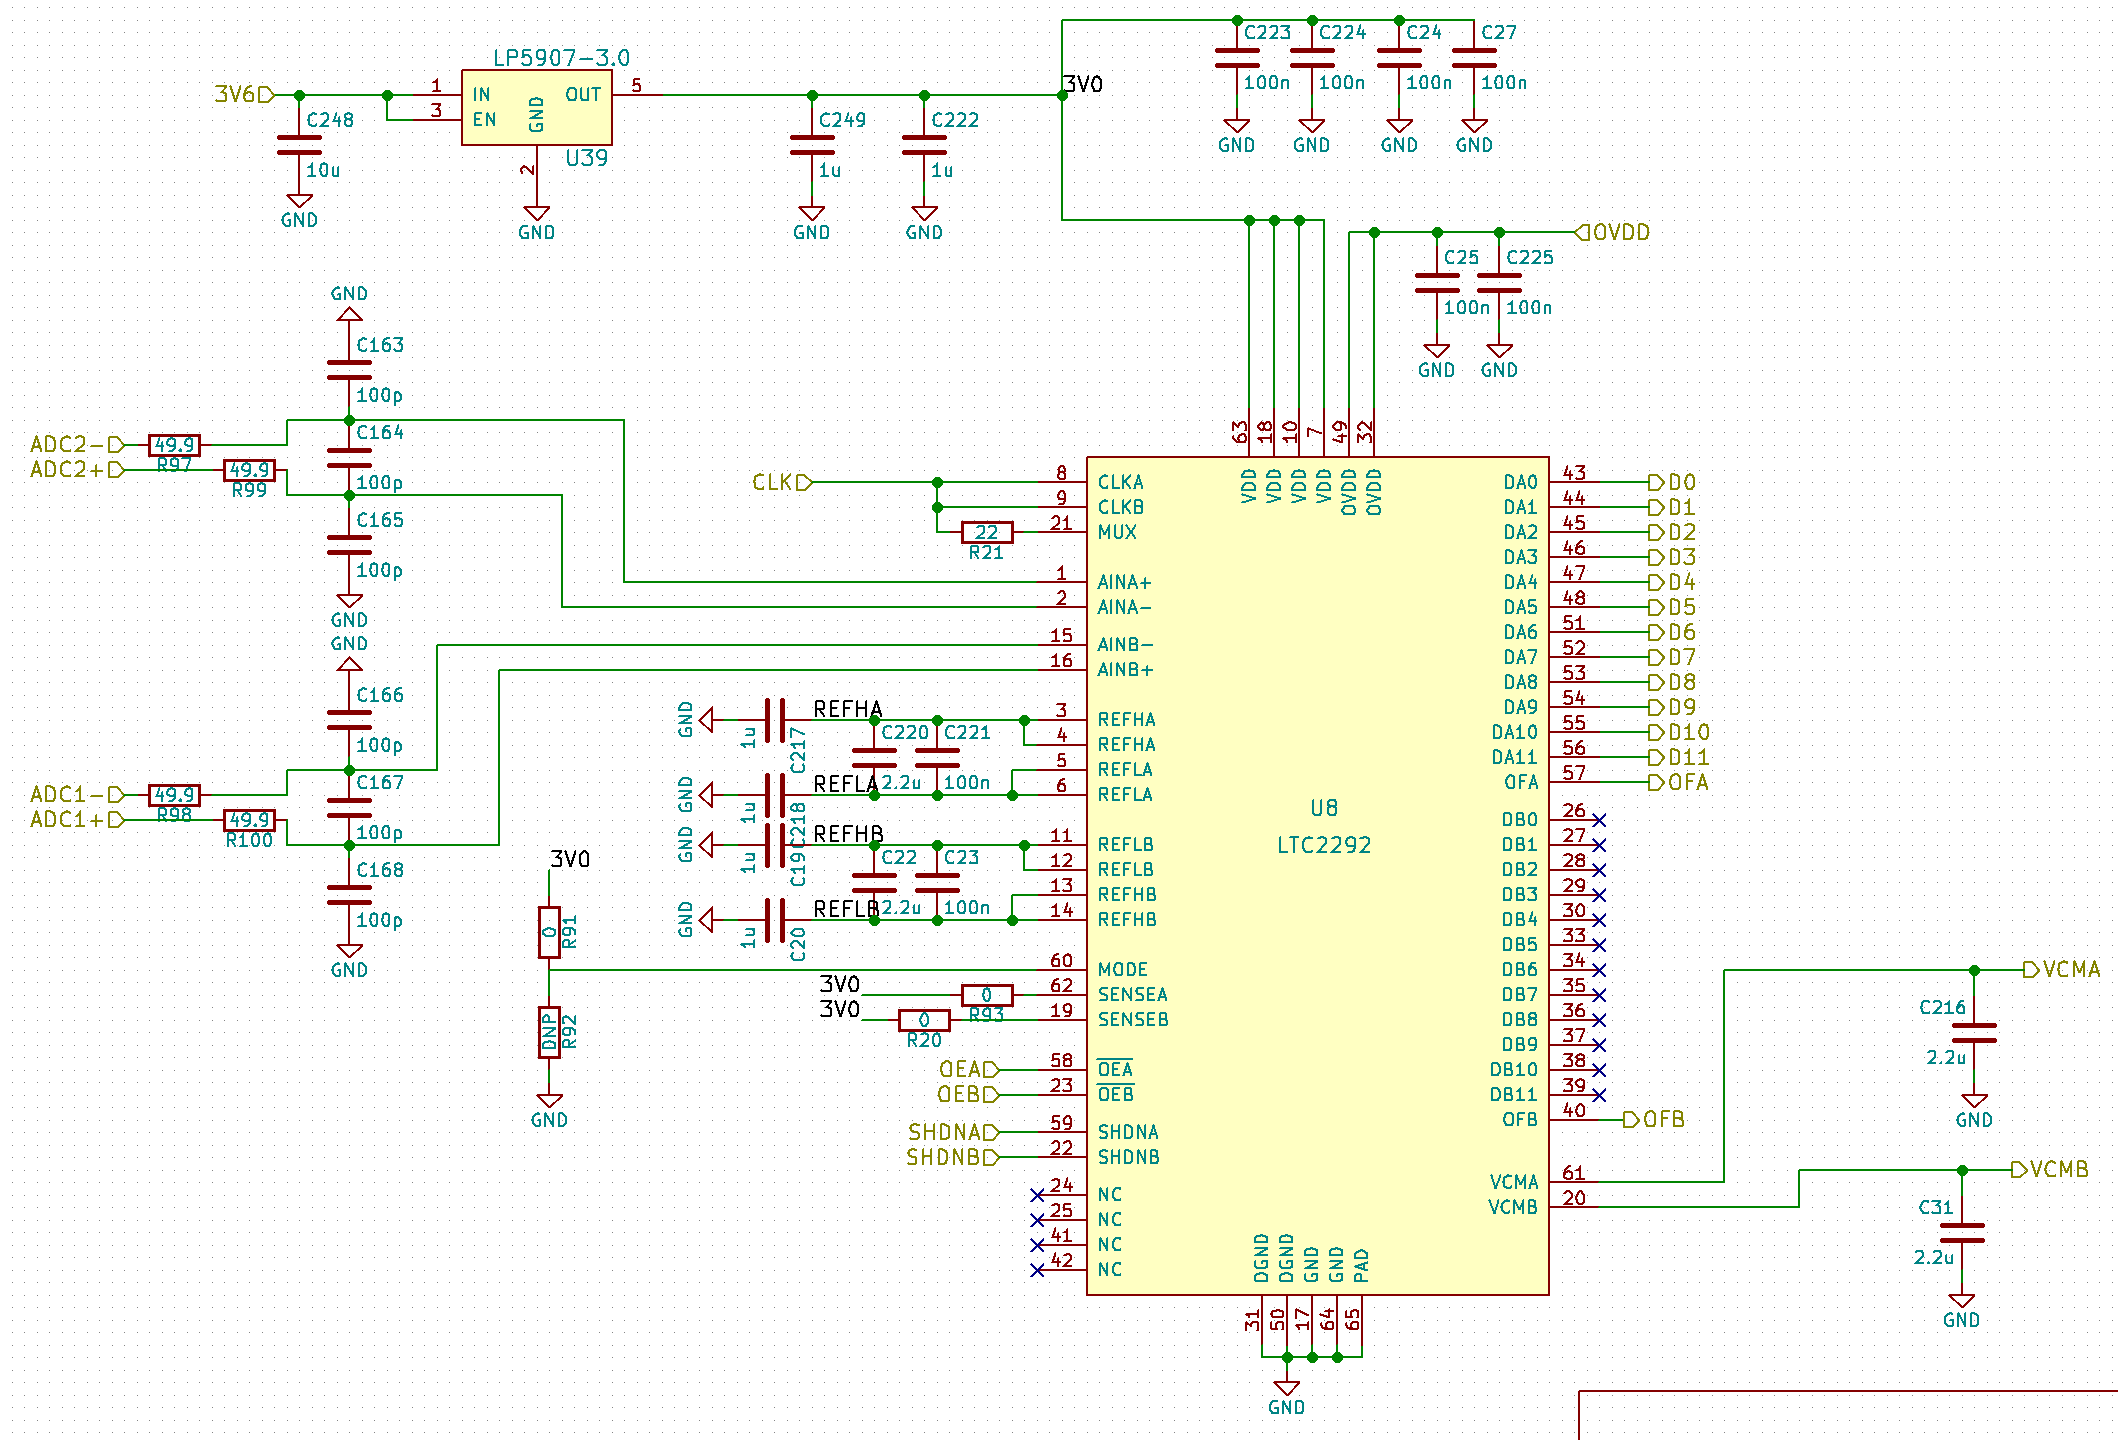 LP5907-3.0
3V6
1
IN
3
EN
GND
2
OUT
5
U39
C248
10u
GND
GND
C249
1u
GND
C222
1u
GND
3V0
C223
100n
GND
C224
100n
GND
C24
100n
GND
C27
100n
GND
OVDD
C25
100n
GND
C225
100n
GND
GND
C163
100p
ADC2-
49.9
R97
ADC2+
49.9
R99
C164
100p
C165
100p
GND
GND
C166
100p
ADC1-
49.9
R98
ADC1+
49.9
R100
C167
100p
C168
100p
GND
3V0
0
R91
DNP
R92
GND
CLK
22
R21
GND
1u
C217
REFHA
C220
2.2u
C221
100n
GND
1u
C218
REFLA
GND
1u
C19
REFHB
C22
2.2u
C23
100n
GND
1u
C20
REFLB
3V0
0
R93
3V0
0
R20
OEA
OEB
SHDNA
SHDNB
63
VDD
18
VDD
10
VDD
7
VDD
49
OVDD
32
OVDD
8
CLKA
9
CLKB
21
MUX
1
AINA+
2
AINA-
15
AINB-
16
AINB+
3
REFHA
4
REFHA
5
REFLA
6
REFLA
11
REFLB
12
REFLB
13
REFHB
14
REFHB
60
MODE
62
SENSEA
19
SENSEB
58
OEA
23
OEB
59
SHDNA
22
SHDNB
24
NC
25
NC
41
NC
42
NC
U8
LTC2292
DA0
43
D0
DA1
44
D1
DA2
45
D2
DA3
46
D3
DA4
47
D4
DA5
48
D5
DA6
51
D6
DA7
52
D7
DA8
53
D8
DA9
54
D9
DA10
55
D10
DA11
56
D11
OFA
57
OFA
DB0
26
DB1
27
DB2
28
DB3
29
DB4
30
DB5
33
DB6
34
DB7
35
DB8
36
DB9
37
DB10
38
DB11
39
OFB
40
OFB
VCMA
61
VCMB
20
DGND
31
DGND
50
GND
17
GND
64
PAD
65
GND
VCMA
C216
2.2u
GND
VCMB
C31
2.2u
GND